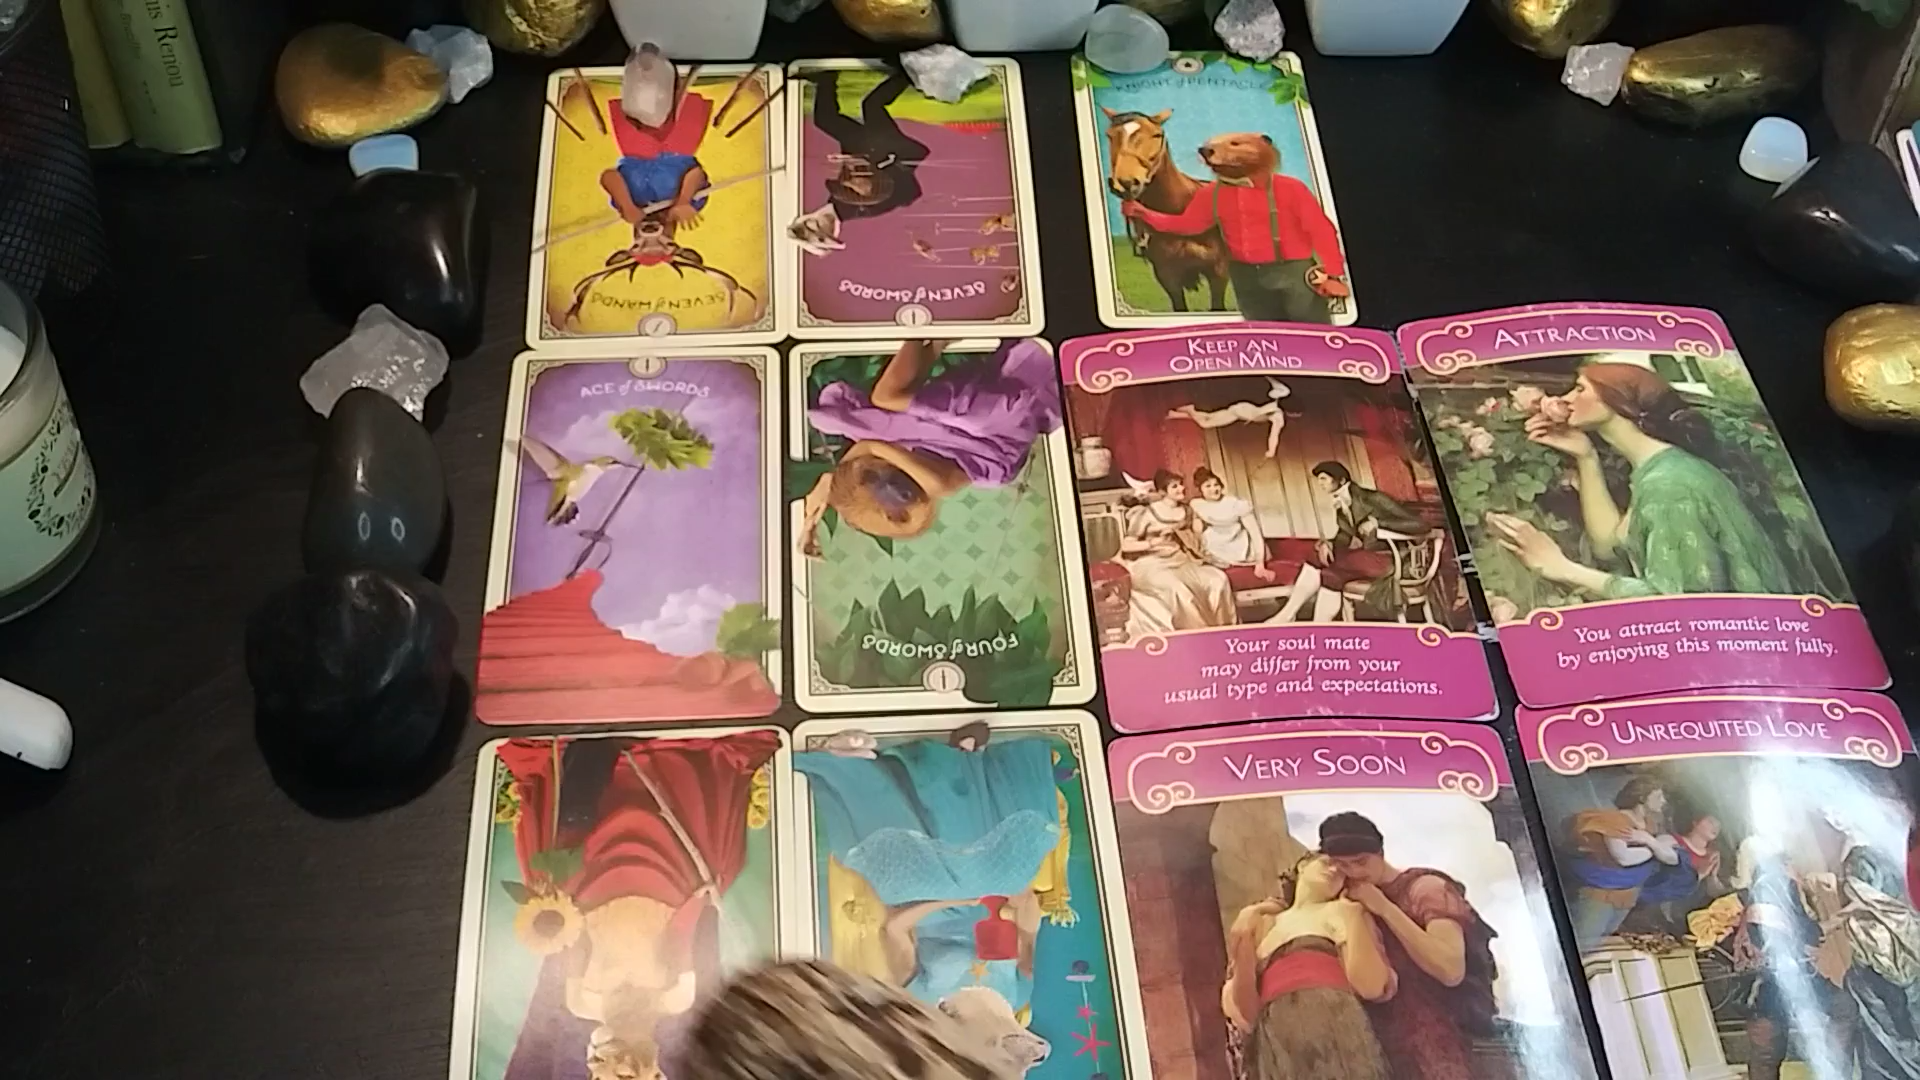 is Renou
SEVEN of WANDS
SEVEN of SWORDS
KNIGHT of PENTACLES
ACE of SWORDS
FOUR of SWORDS
KEEP AN
OPEN MIND
Your soul mate
may differ from your
usual type and expectations.
ATTRACTION
You attract romantic love
by enjoying this moment fully.
VERY SOON
UNREQUITED LOVE